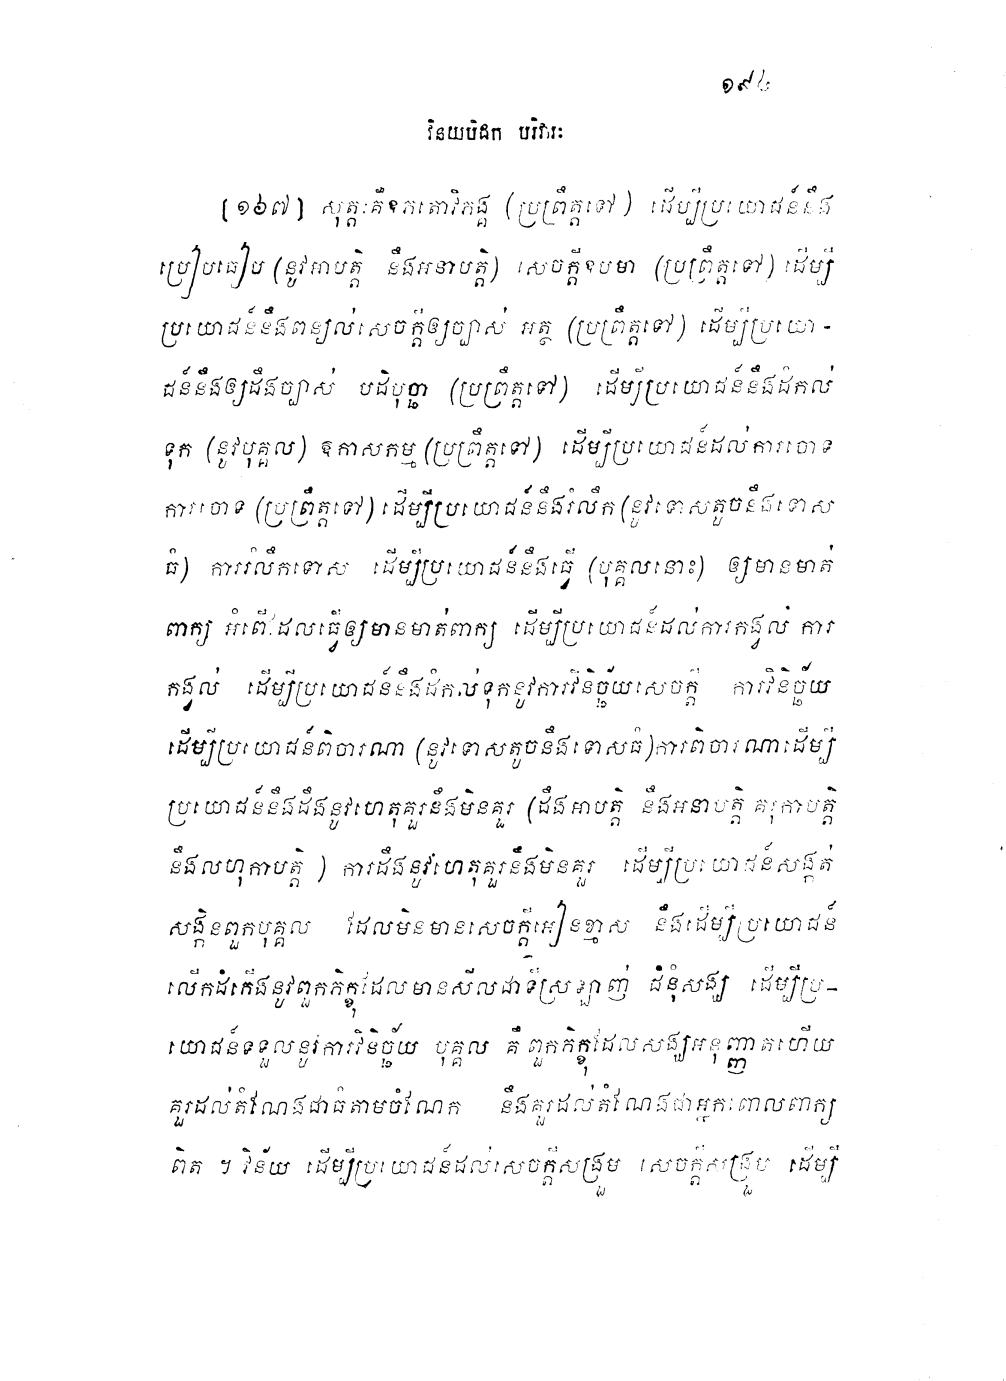 វិនយបិដក បរិវារៈ
[១៦៧] សុត្តៈគឺឧភតោវិភង្គ (ប្រព្រឹត្តទៅ) ដើម្បីប្រយោជន៍នឹង
ប្រៀបធៀប (នូវអាបត្តិ នឹងអនាបត្តិ) សេចក្តីឧបមា (ប្រព្រឹត្តទៅ) ដើម្បី
ប្រយោជន៍នឹងពន្យល់សេចក្តីឲ្យច្បាស់ អត្ថ (ប្រព្រឹត្តទៅ) ដើម្បីប្រយោ-
ជន៍នឹងឲ្យដឹងច្បាស់ បដិបុច្ឆា (ប្រព្រឹត្តទៅ) ដើម្បីប្រយោជន៍នឹងដំកល់
ទុក (នូវបុគ្គល) ឱកាសកម្ម (ប្រព្រឹត្តទៅ) ដើម្បីប្រយោជន៍ដល់ការចោទ
ការចោទ (ប្រព្រឹត្តទៅ) ដើម្បីប្រយោជន៍នឹងរំលឹក (នូវទោសតូចនឹងទោស
ធំ) ការរំលឹកទោស ដើម្បីប្រយោជន៍នឹងធ្វើ (បុគ្គលនោះ) ឲ្យមានមាត់
ពាក្យ អំពើដែលធ្វើឲ្យមានមាត់ពាក្យ ដើម្បីប្រយោជន៍ដល់ការកង្វល់ ការ
កង្វល់ ដើម្បីប្រយោជន៍នឹងដំកល់ទុកនូវការវិនិច្ឆ័យសេចក្តី ការវិនិច្ឆ័យ
ដើម្បីប្រយោជន៍ពិចារណា (នូវទោសតូចនឹងទោសធំ) ការពិចារណាដើម្បី
ប្រយោជន៍នឹងដឹងនូវហេតុគួរនឹងមិនគួរ (ដឹងអាបត្តិ នឹងអនាបត្តិ គរុកាបត្តិ
នឹងលហុកាបត្តិ) ការដឹងនូវហេតុគួរនឹងមិនគួរ ដើម្បីប្រយោជន៍សង្កត់
សង្កិនពួកបុគ្គល ដែលមិនមានសេចក្តីអៀនខ្មាស នឹងដើម្បីប្រយោជន៍
លើកដំកើងនូវពួកភិក្ខុដែលមានសីលជាទីស្រឡាញ់ ជំនុំសង្ឃ ដើម្បីប្រ-
យោជន៍ទទួលនូវការវិនិច្ឆ័យ បុគ្គល គឺ ពួកភិក្ខុដែលសង្ឃអនុញ្ញាតហើយ
គួរដល់តំណែងជាធំតាមចំណែក នឹងគួរដល់តំណែងជាអ្នកពោលពាក្យ
ពិត ។ វិន័យ ដើម្បីប្រយោជន៍ដល់សេចក្តីសង្រួម សេចក្តីសង្រួម ដើម្បី